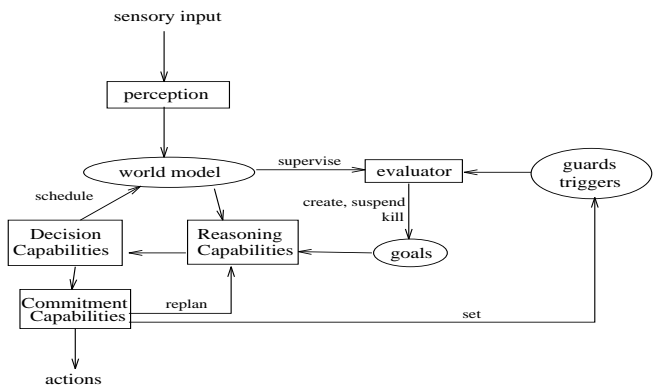 sensory input
perception
world model
supervise
evaluator
guards
triggers
schedule
create, suspend
kill
Decision
Capabilities
Reasoning
Capabilities
goals
Commitment
Capabilities
replan
set
actions